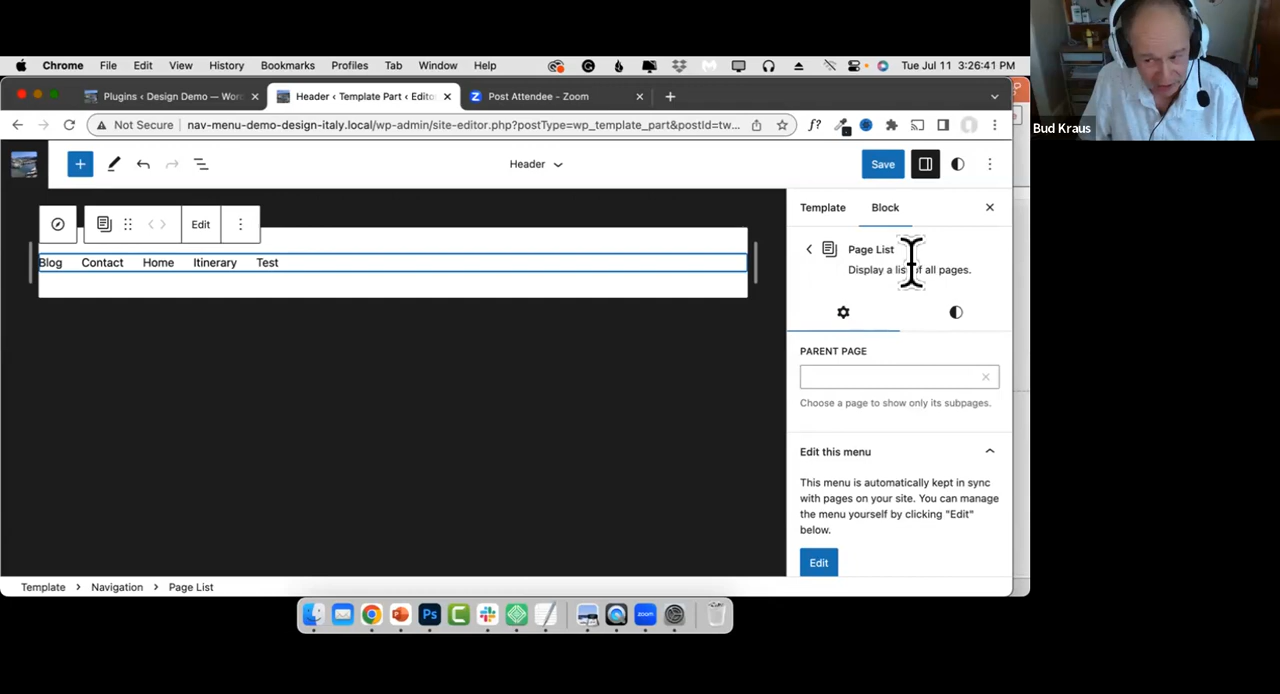 Chrome File Edit View History Bookmarks Profiles Tab Window Help Tue Jul 11 3:26:41 PM
Plugins ‹ Design Demo — Wor
Header ‹ Template Part ‹ Edito
Post Attendee - Zoom
Not Secure nav-menu-demo-design-italy.local/wp-admin/site-editor.php?postType=wp_template_part&postId=tw... f?
Bud Kraus
Header
Save
Template Block
Edit
Page List
Display a list of all pages.
Blog Contact Home Itinerary Test
PARENT PAGE
Choose a page to show only its subpages.
Edit this menu
This menu is automatically kept in sync
with pages on your site. You can manage
the menu yourself by clicking "Edit"
below.
Edit
Template > Navigation > Page List
Ps
zoom